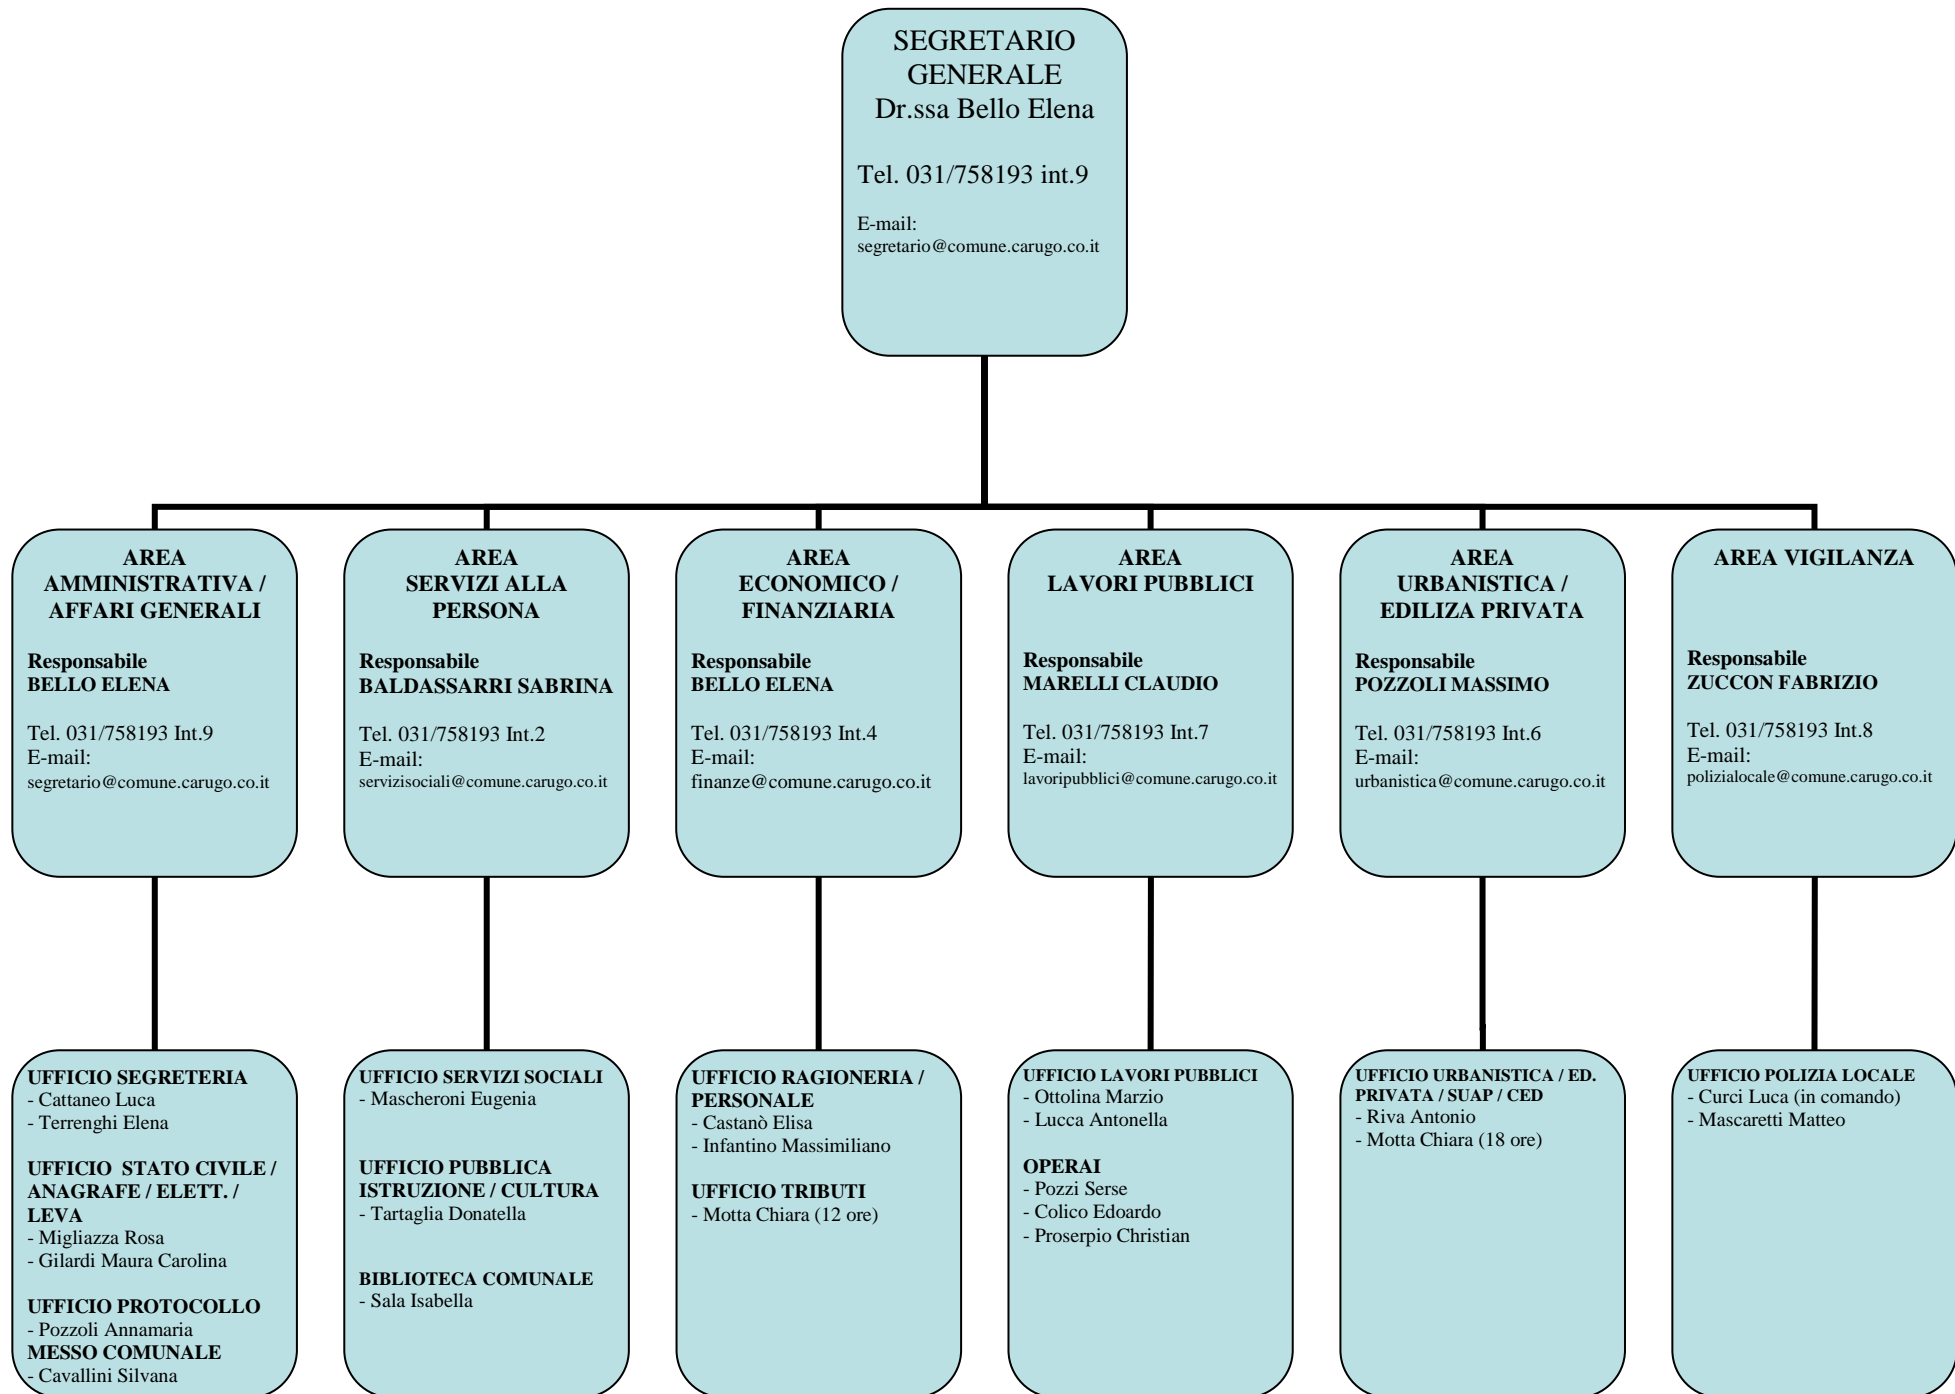 SEGRETARIO
GENERALE
Dr.ssa Bello Elena
Tel. 031/758193 int.9
E-mail:
segretario@comune.carugo.co.it
AREA
AMMINISTRATIVA /
AFFARI GENERALI
Responsabile
BELLO ELENA
Tel. 031/758193 Int.9
E-mail:
segretario@comune.carugo.co.it
AREA
SERVIZI ALLA
PERSONA
Responsabile
BALDASSARRI SABRINA
Tel. 031/758193 Int.2
E-mail:
servizisociali@comune.carugo.co.it
AREA
ECONOMICO /
FINANZIARIA
Responsabile
BELLO ELENA
Tel. 031/758193 Int.4
E-mail:
finanze@comune.carugo.co.it
AREA
LAVORI PUBBLICI
Responsabile
MARELLI CLAUDIO
Tel. 031/758193 Int.7
E-mail:
lavoripubblici@comune.carugo.co.it
AREA
URBANISTICA /
EDILIZA PRIVATA
Responsabile
POZZOLI MASSIMO
Tel. 031/758193 Int.6
E-mail:
urbanistica@comune.carugo.co.it
AREA VIGILANZA
Responsabile
ZUCCON FABRIZIO
Tel. 031/758193 Int.8
E-mail:
polizialocale@comune.carugo.co.it
UFFICIO SEGRETERIA
- Cattaneo Luca
- Terrenghi Elena
UFFICIO STATO CIVILE /
ANAGRAFE / ELETT. /
LEVA
- Migliazza Rosa
- Gilardi Maura Carolina
UFFICIO PROTOCOLLO
- Pozzoli Annamaria
MESSO COMUNALE
- Cavallini Silvana
UFFICIO SERVIZI SOCIALI
- Mascheroni Eugenia
UFFICIO PUBBLICA
ISTRUZIONE / CULTURA
- Tartaglia Donatella
BIBLIOTECA COMUNALE
- Sala Isabella
UFFICIO RAGIONERIA /
PERSONALE
- Castanò Elisa
- Infantino Massimiliano
UFFICIO TRIBUTI
- Motta Chiara (12 ore)
UFFICIO LAVORI PUBBLICI
- Ottolina Marzio
- Lucca Antonella
OPERAI
- Pozzi Serse
- Colico Edoardo
- Proserpio Christian
UFFICIO URBANISTICA / ED.
PRIVATA / SUAP / CED
- Riva Antonio
- Motta Chiara (18 ore)
UFFICIO POLIZIA LOCALE
- Curci Luca (in comando)
- Mascaretti Matteo